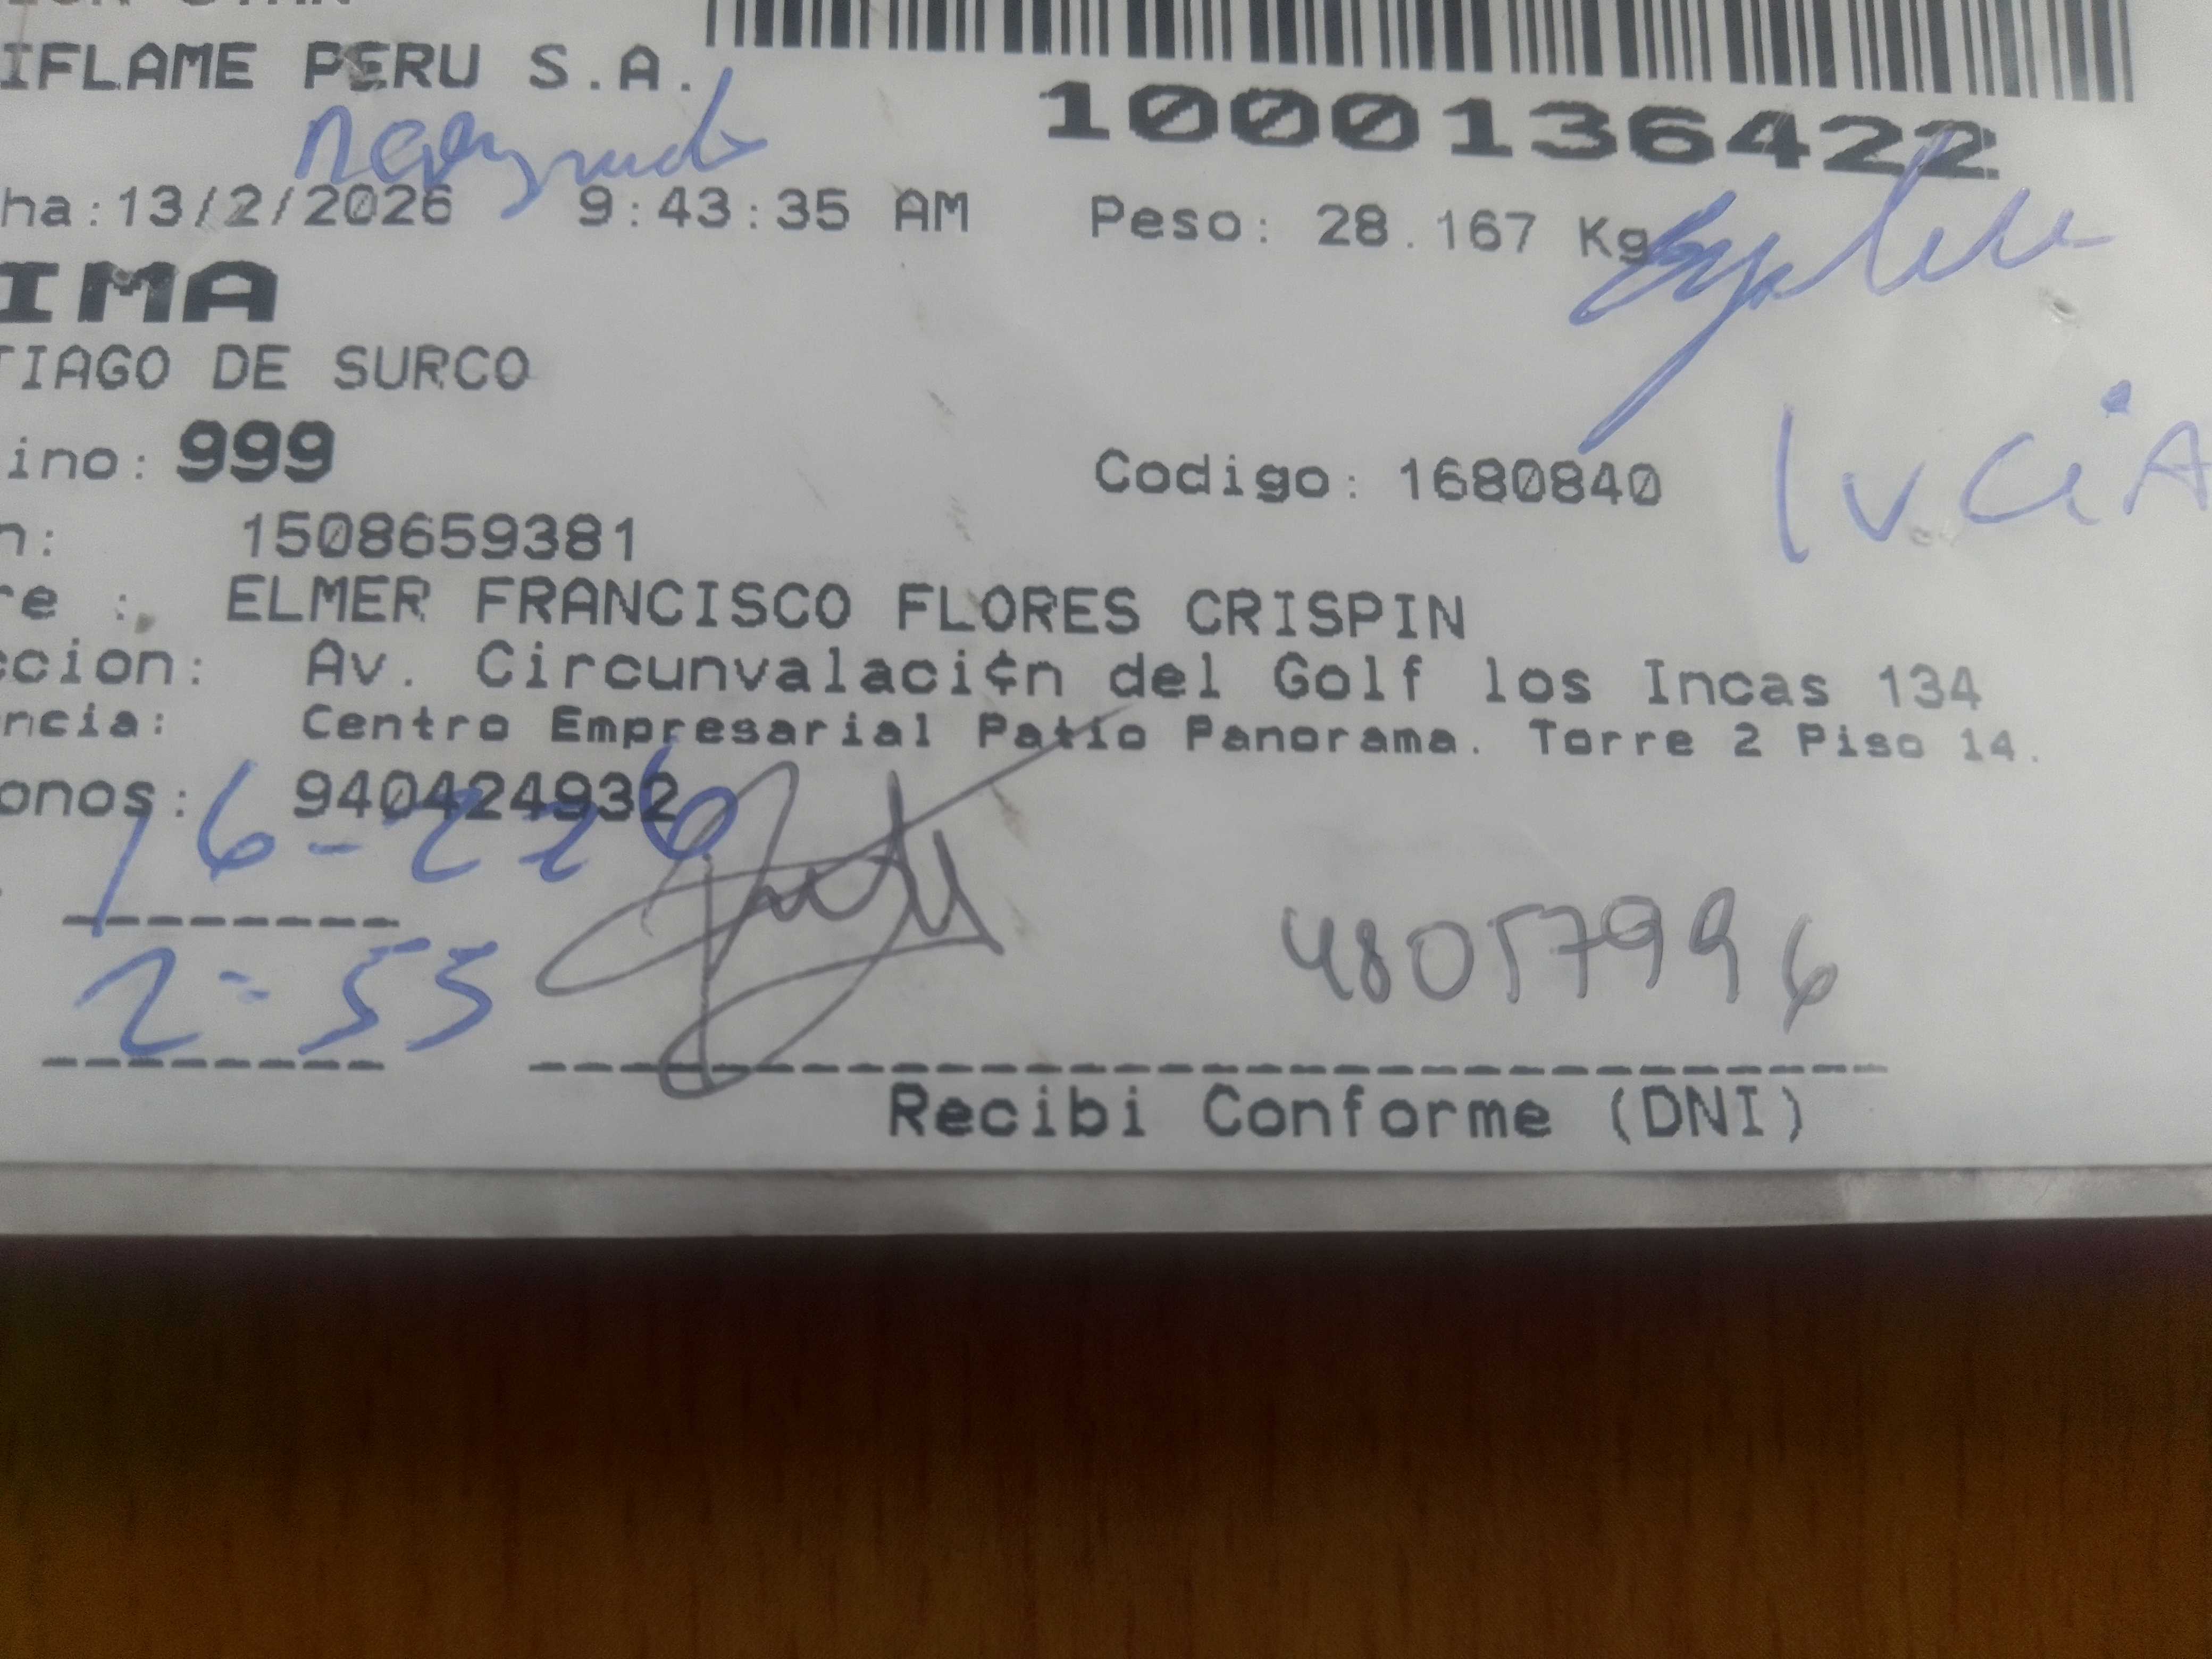 IFLAME PERU S.A.
1000136422
ha:13/2/2026 9:43:35 AM Peso: 28.167 Kg
IMA
TIAGO DE SURCO
ino: 999 Codigo: 1680840
lucia
n: 1508659381
re : ELMER FRANCISCO FLORES CRISPIN
ccion: Av. Circunvalaci¢n del Golf los Incas 134
ncia: Centro Empresarial Patio Panorama. Torre 2 Piso 14.
onos: 940424932
16-226
48057996
2=55
Recibi Conforme (DNI)